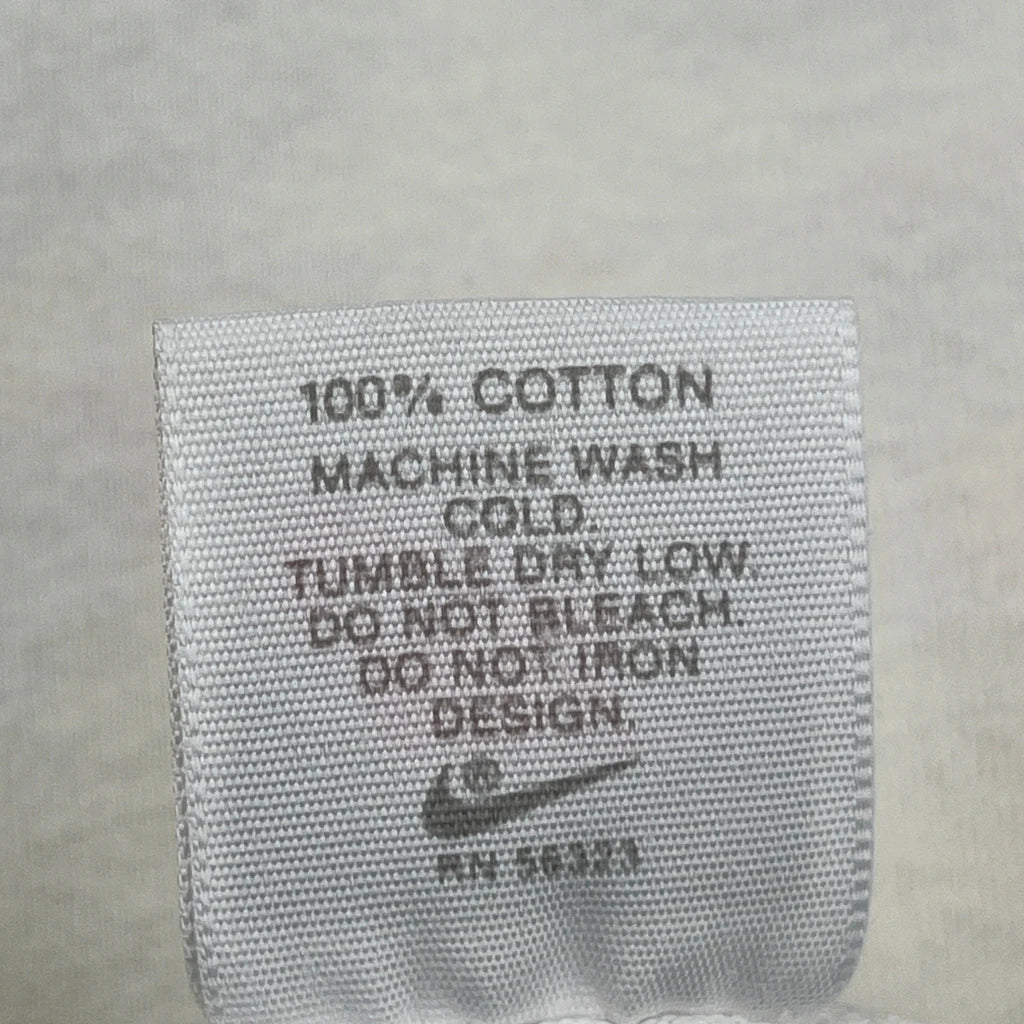 100% COTTON
MACHINE WASH
COLD.
TUMBLE DRY LOW.
DO NOT BLEACH.
DO NOT IRON
DESIGN.
RN 56323